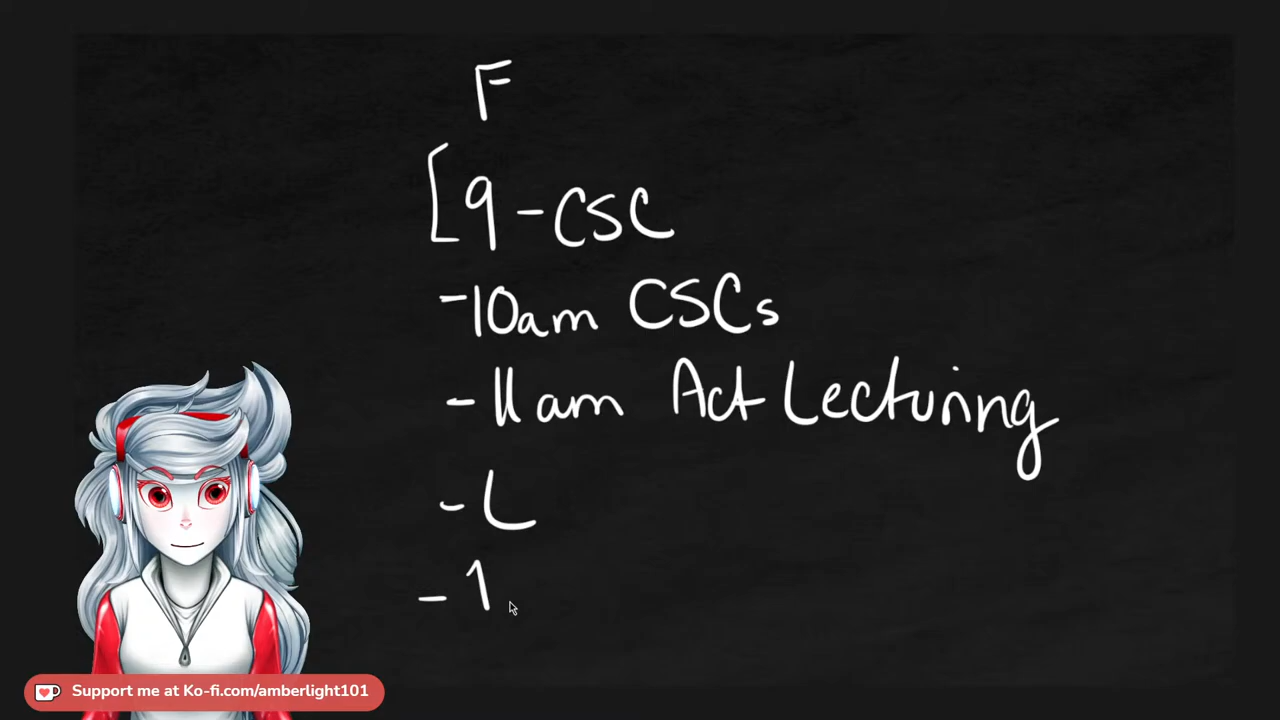 F
[9-CSC
-10am CSCs
-11am Act Lecturing
-L
-1
Support me at Ko-fi.com/amberlight101